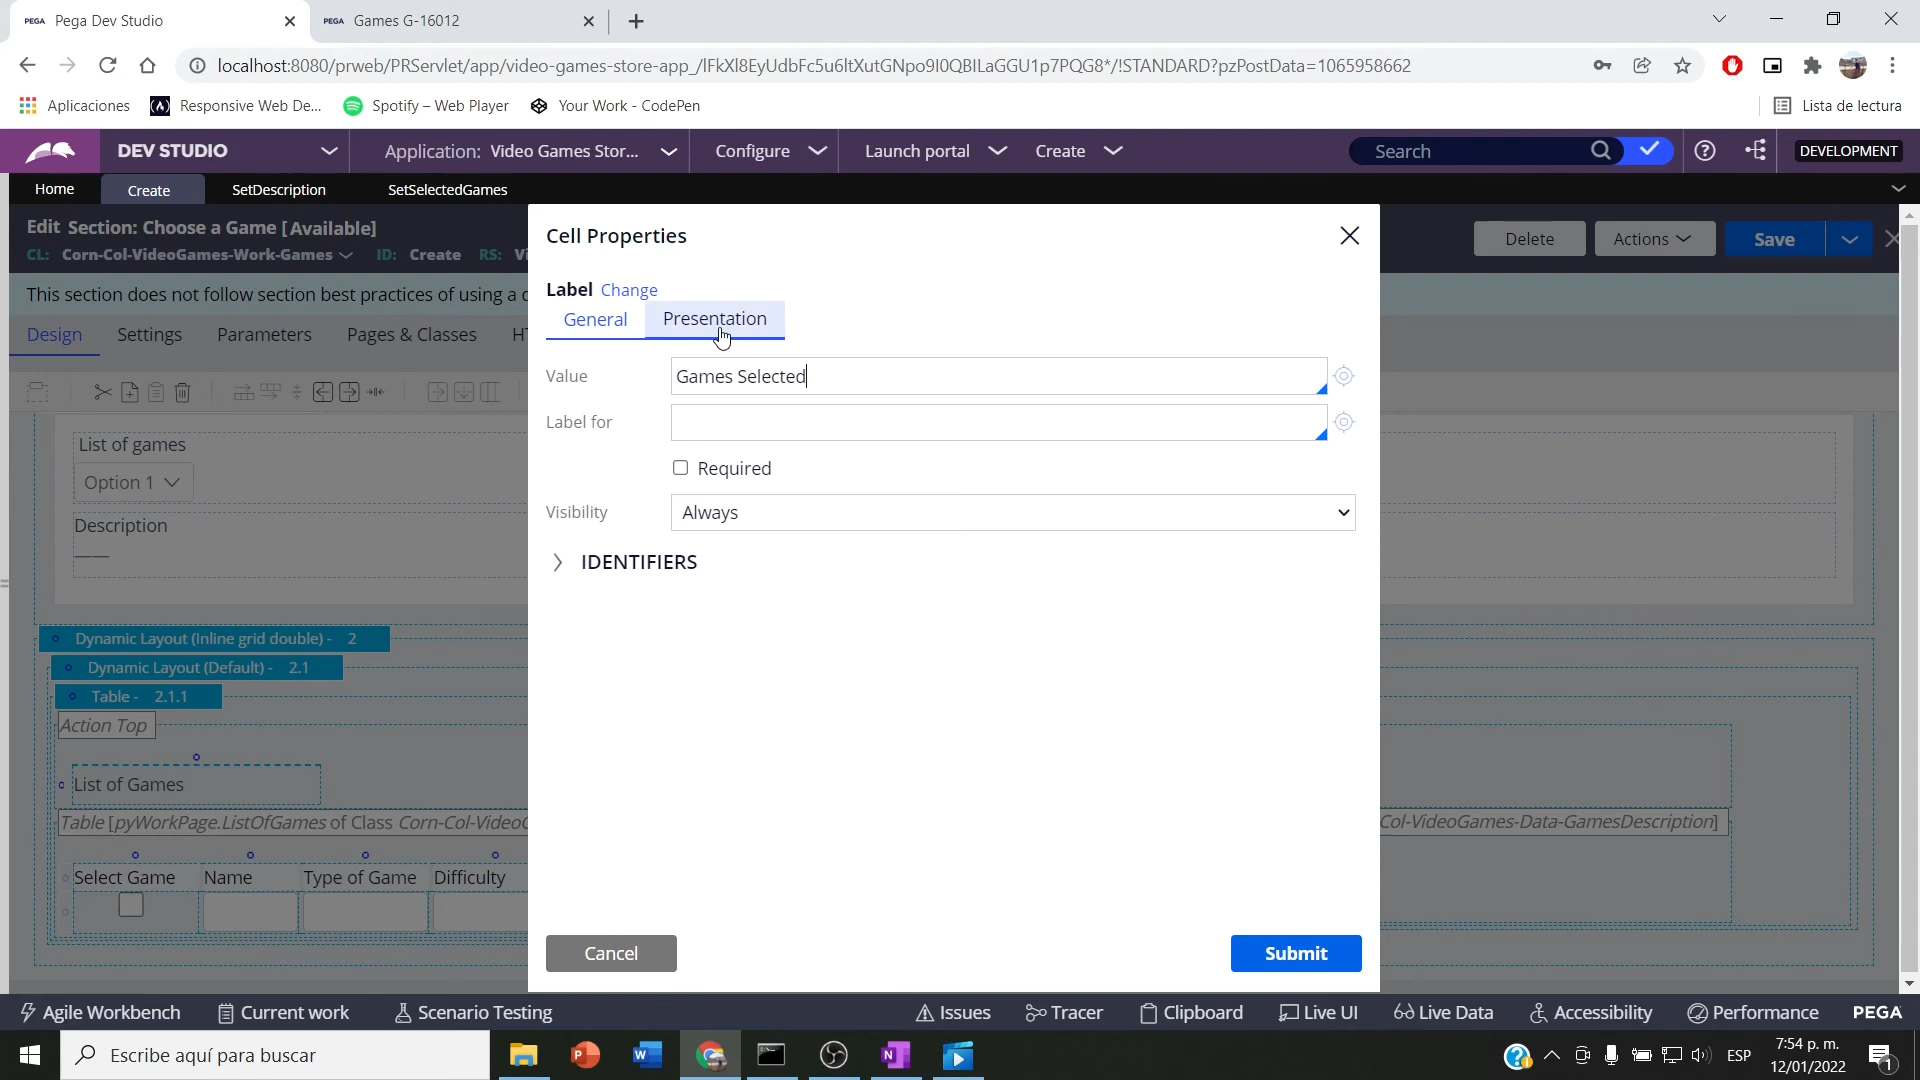 PEGA Pega Dev Studio
PEGA Games G-16012
localhost:8080/prweb/PRServlet/app/video-games-store-app_/
Aplicaciones
Responsive Web De...
Spotify – Web Player
Your Work - CodePen
Lista de lectura
DEV STUDIO
Application: Video Games Stor...
Configure
Launch portal
Create
Search
DEVELOPMENT
Home
Create
SetDescription
SetSelectedGames
Edit Section: Choose a Game [Available]
CL: Corn-Col-VideoGames-Work-Games ID: Create RS:
Delete
Actions
Save
This section does not follow section best practices of using a
Design
Settings
Parameters
Pages & Classes
List of games
Option 1
Description
——
Dynamic Layout (Inline grid double) - 2
Dynamic Layout (Default) - 2.1
Table - 2.1.1
Action Top
List of Games
Table [pyWorkPage.ListOfGames of Class
Col-VideoGames-Data-GamesDescription]
Select Game
Name
Type of Game
Difficulty
Cell Properties
Label Change
General
Presentation
Value
Games Selected
Label for
Required
Visibility
Always
IDENTIFIERS
Cancel
Submit
Agile Workbench
Current work
Scenario Testing
Issues
Tracer
Clipboard
Live UI
Live Data
Accessibility
Performance
PEGA
Escribe aquí para buscar
ESP
7:54 p. m.
12/01/2022
1